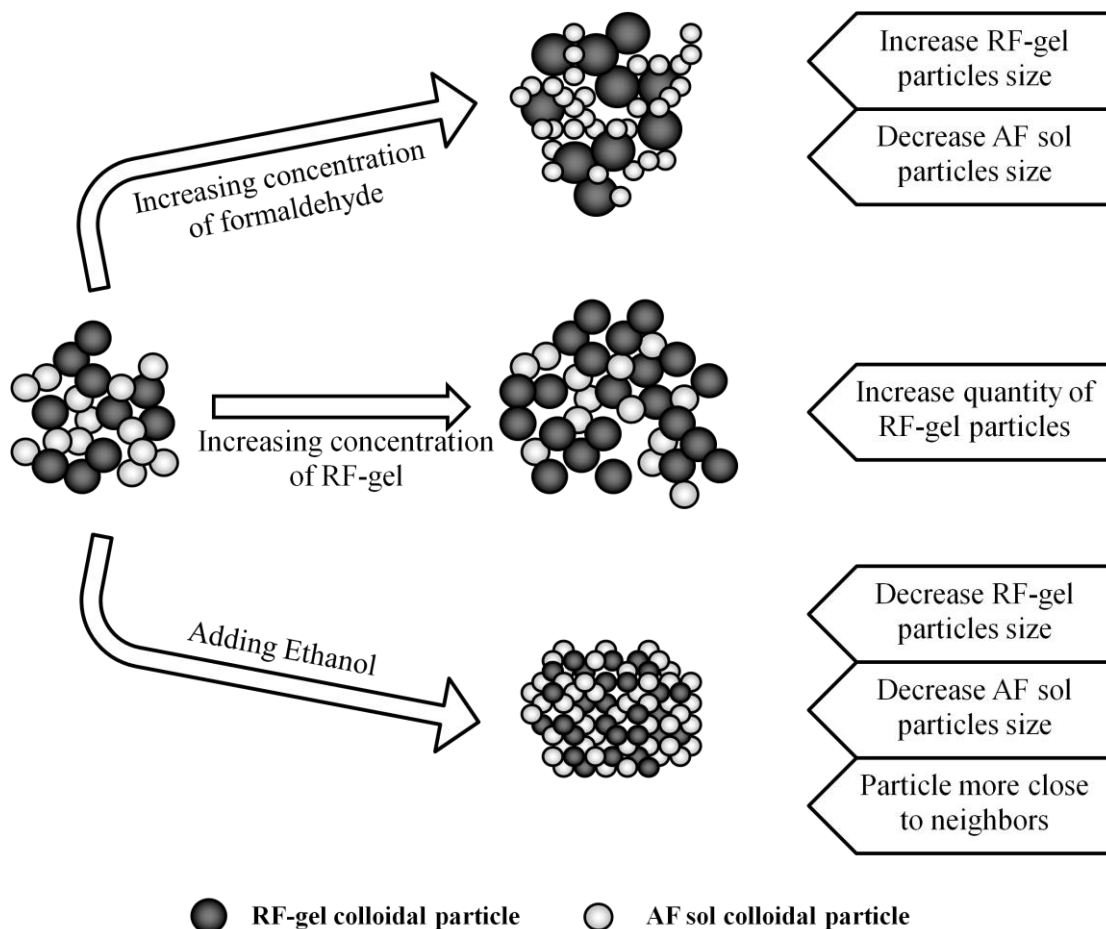 Increasing concentration
of formaldehyde
Increase RF-gel
particles size
Decrease AF sol
particles size
Increasing concentration
of RF-gel
Increase quantity of
RF-gel particles
Adding Ethanol
Decrease RF-gel
particles size
Decrease AF sol
particles size
Particle more close
to neighbors
RF-gel colloidal particle
AF sol colloidal particle